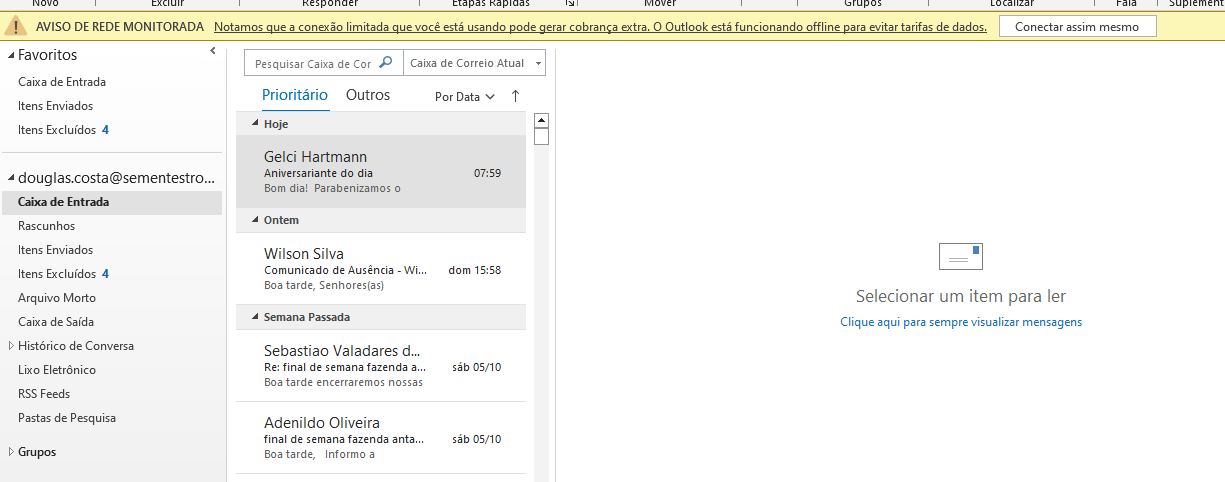 Novo Excluir Responder Etapas Rápidas Mover Grupos Localizar Fala Suplement
AVISO DE REDE MONITORADA Notamos que a conexão limitada que você está usando pode gerar cobrança extra. O Outlook está funcionando offline para evitar tarifas de dados. Conectar assim mesmo
Favoritos
Caixa de Entrada
Itens Enviados
Itens Excluídos 4
douglas.costa@sementestro...
Caixa de Entrada
Rascunhos
Itens Enviados
Itens Excluídos 4
Arquivo Morto
Caixa de Saída
Histórico de Conversa
Lixo Eletrônico
RSS Feeds
Pastas de Pesquisa
Grupos
Pesquisar Caixa de Cor Caixa de Correio Atual
Prioritário Outros Por Data
Hoje
Gelci Hartmann
Aniversariante do dia 07:59
Bom dia! Parabenizamos o
Ontem
Wilson Silva
Comunicado de Ausência - Wi... dom 15:58
Boa tarde, Senhores(as)
Semana Passada
Sebastiao Valadares d...
Re: final de semana fazenda a... sáb 05/10
Boa tarde encerraremos nossas
Adenildo Oliveira
final de semana fazenda anta... sáb 05/10
Boa tarde, Informo a
Selecionar um item para ler
Clique aqui para sempre visualizar mensagens